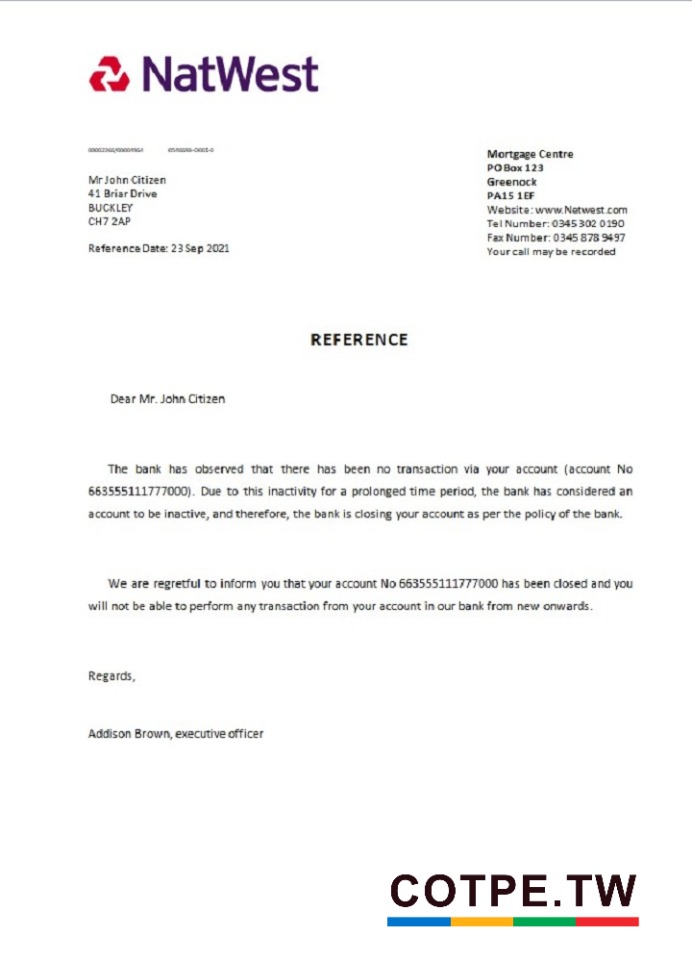 NatWest
Mr John Citizen
41 Briar Drive
BUCKLEY
CH7 2AP
Reference Date: 23 Sep 2021
Mortgage Centre
PO Box 123
Greenock
PA15 1EF
Website: www.Netwest.com
Tel Number: 0345 302 0190
Fax Number: 0345 878 9497
Your call may be recorded
REFERENCE
Dear Mr. John Citizen
The bank has observed that there has been no transaction via your account (account No
663555111777000). Due to this inactivity for a prolonged time period, the bank has considered an
account to be inactive, and therefore, the bank is closing your account as per the policy of the bank.
We are regretful to inform you that your account No 663555111777000 has been closed and you
will not be able to perform any transaction from your account in our bank from new onwards.
Regards,
Addison Brown, executive officer
COTPE.TW